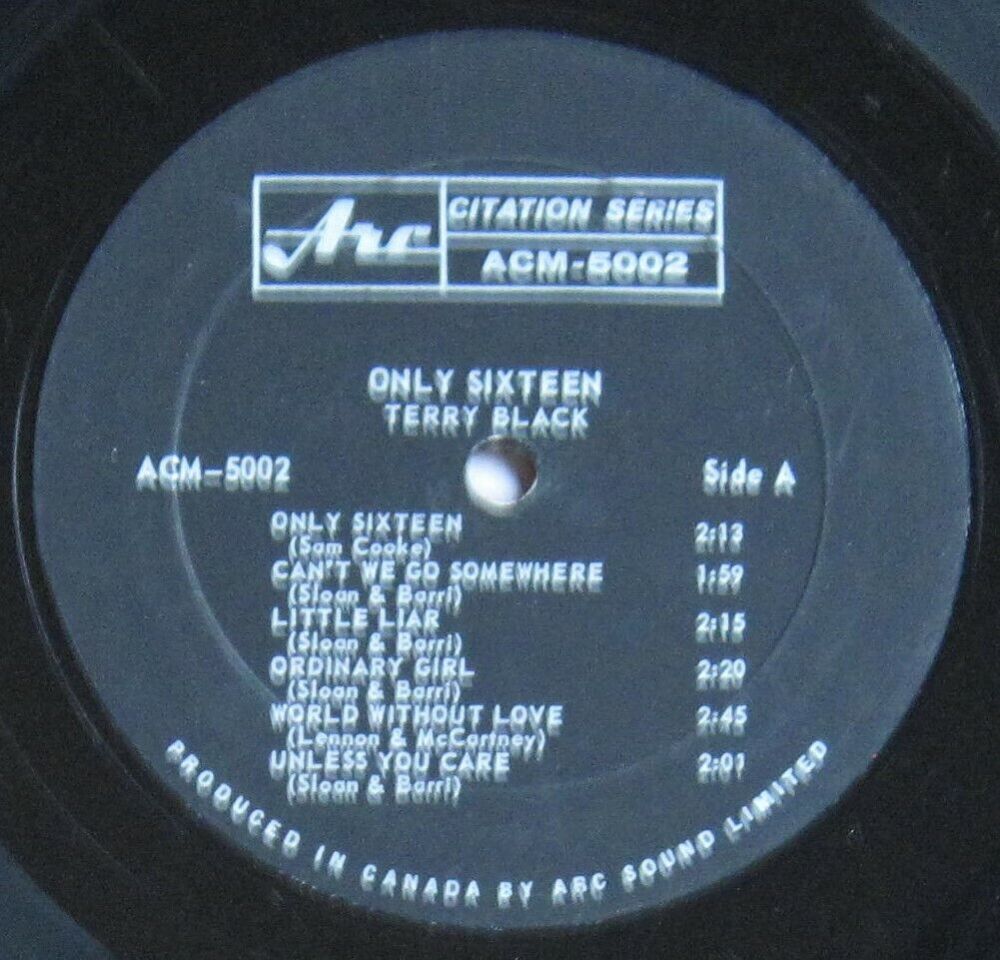 Arc
CITATION SERIES
ACM-5002
ONLY SIXTEEN
TERRY BLACK
ACM-5002
Side A
ONLY SIXTEEN 2:13
(Sam Cooke)
CAN'T WE GO SOMEWHERE 1:59
(Sloan & Barri)
LITTLE LIAR 2:15
(Sloan & Barri)
ORDINARY GIRL 2:20
(Sloan & Barri)
WORLD WITHOUT LOVE 2:45
(Lennon & McCartney)
UNLESS YOU CARE 2:01
(Sloan & Barri)
PRODUCED IN CANADA BY ARC SOUND LIMITED